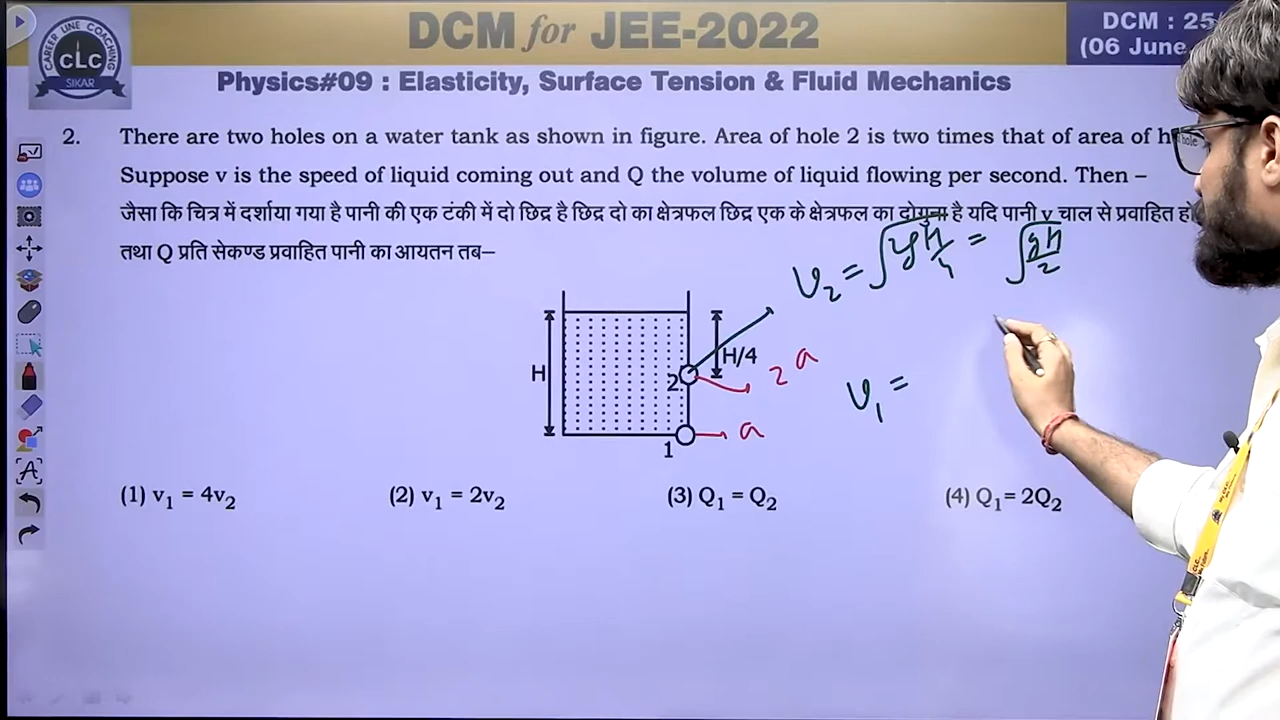 CAREER LINE COACHING
CLC
SIKAR
DCM for JEE-2022
DCM : 25/
(06 June
Physics#09 : Elasticity, Surface Tension & Fluid Mechanics
2. There are two holes on a water tank as shown in figure. Area of hole 2 is two times that of area of h
Suppose v is the speed of liquid coming out and Q the volume of liquid flowing per second. Then –
जैसा कि चित्र में दर्शाया गया है पानी की एक टंकी में दो छिद्र है छिद्र दो का क्षेत्रफल छिद्र एक के क्षेत्रफल का दोगुना है यदि पानी v चाल से प्रवाहित हो
तथा Q प्रति सेकण्ड प्रवाहित पानी का आयतन तब–
v₂ = √2g H/4 = √gH/2
H
H/4
2
2a
v₁ =
a
1
(1) v₁ = 4v₂ (2) v₁ = 2v₂ (3) Q₁ = Q₂ (4) Q₁= 2Q₂